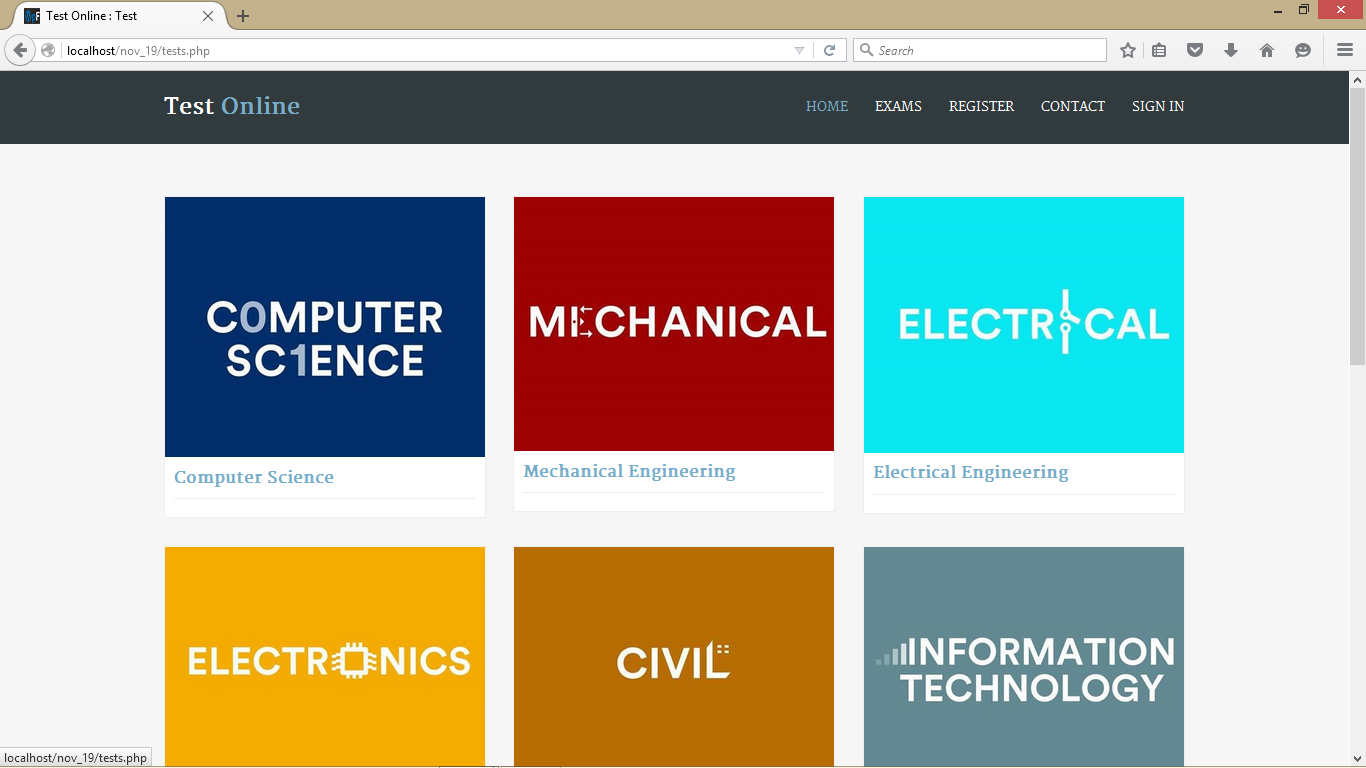 Test Online : Test
localhost/nov_19/tests.php
Search
Test Online
HOME EXAMS REGISTER CONTACT SIGN IN
C0MPUTER
SC1ENCE
MECHANICAL
ELECTRICAL
Computer Science
Mechanical Engineering
Electrical Engineering
ELECTRONICS
CIVIL
INFORMATION
TECHNOLOGY
localhost/nov_19/tests.php